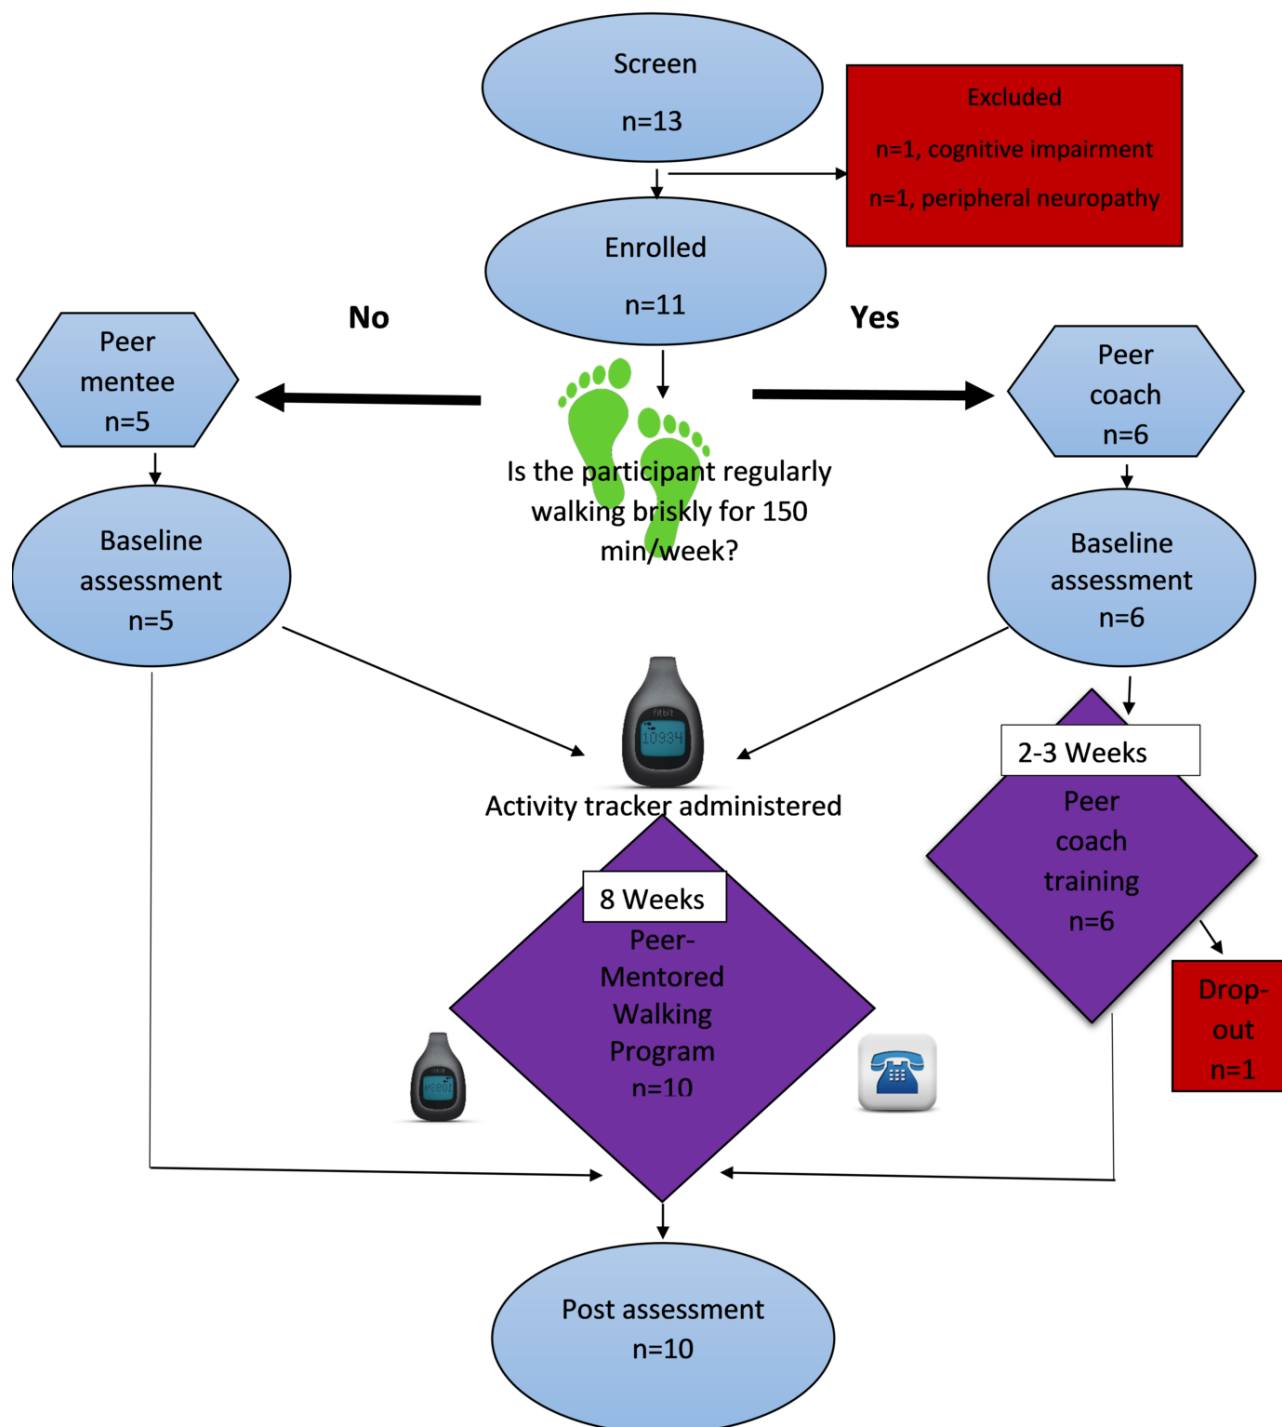 Screen
n=13
Excluded
n=1, cognitive impairment
n=1, peripheral neuropathy
Enrolled
n=11
No
Yes
Peer
mentee
n=5
Peer
coach
n=6
Is the participant regularly
walking briskly for 150
min/week?
Baseline
assessment
n=5
Baseline
assessment
n=6
fitbit
10934
Activity tracker administered
2-3 Weeks
Peer
coach
training
n=6
8 Weeks
Peer-
Mentored
Walking
Program
n=10
Drop-
out
n=1
Post assessment
n=10